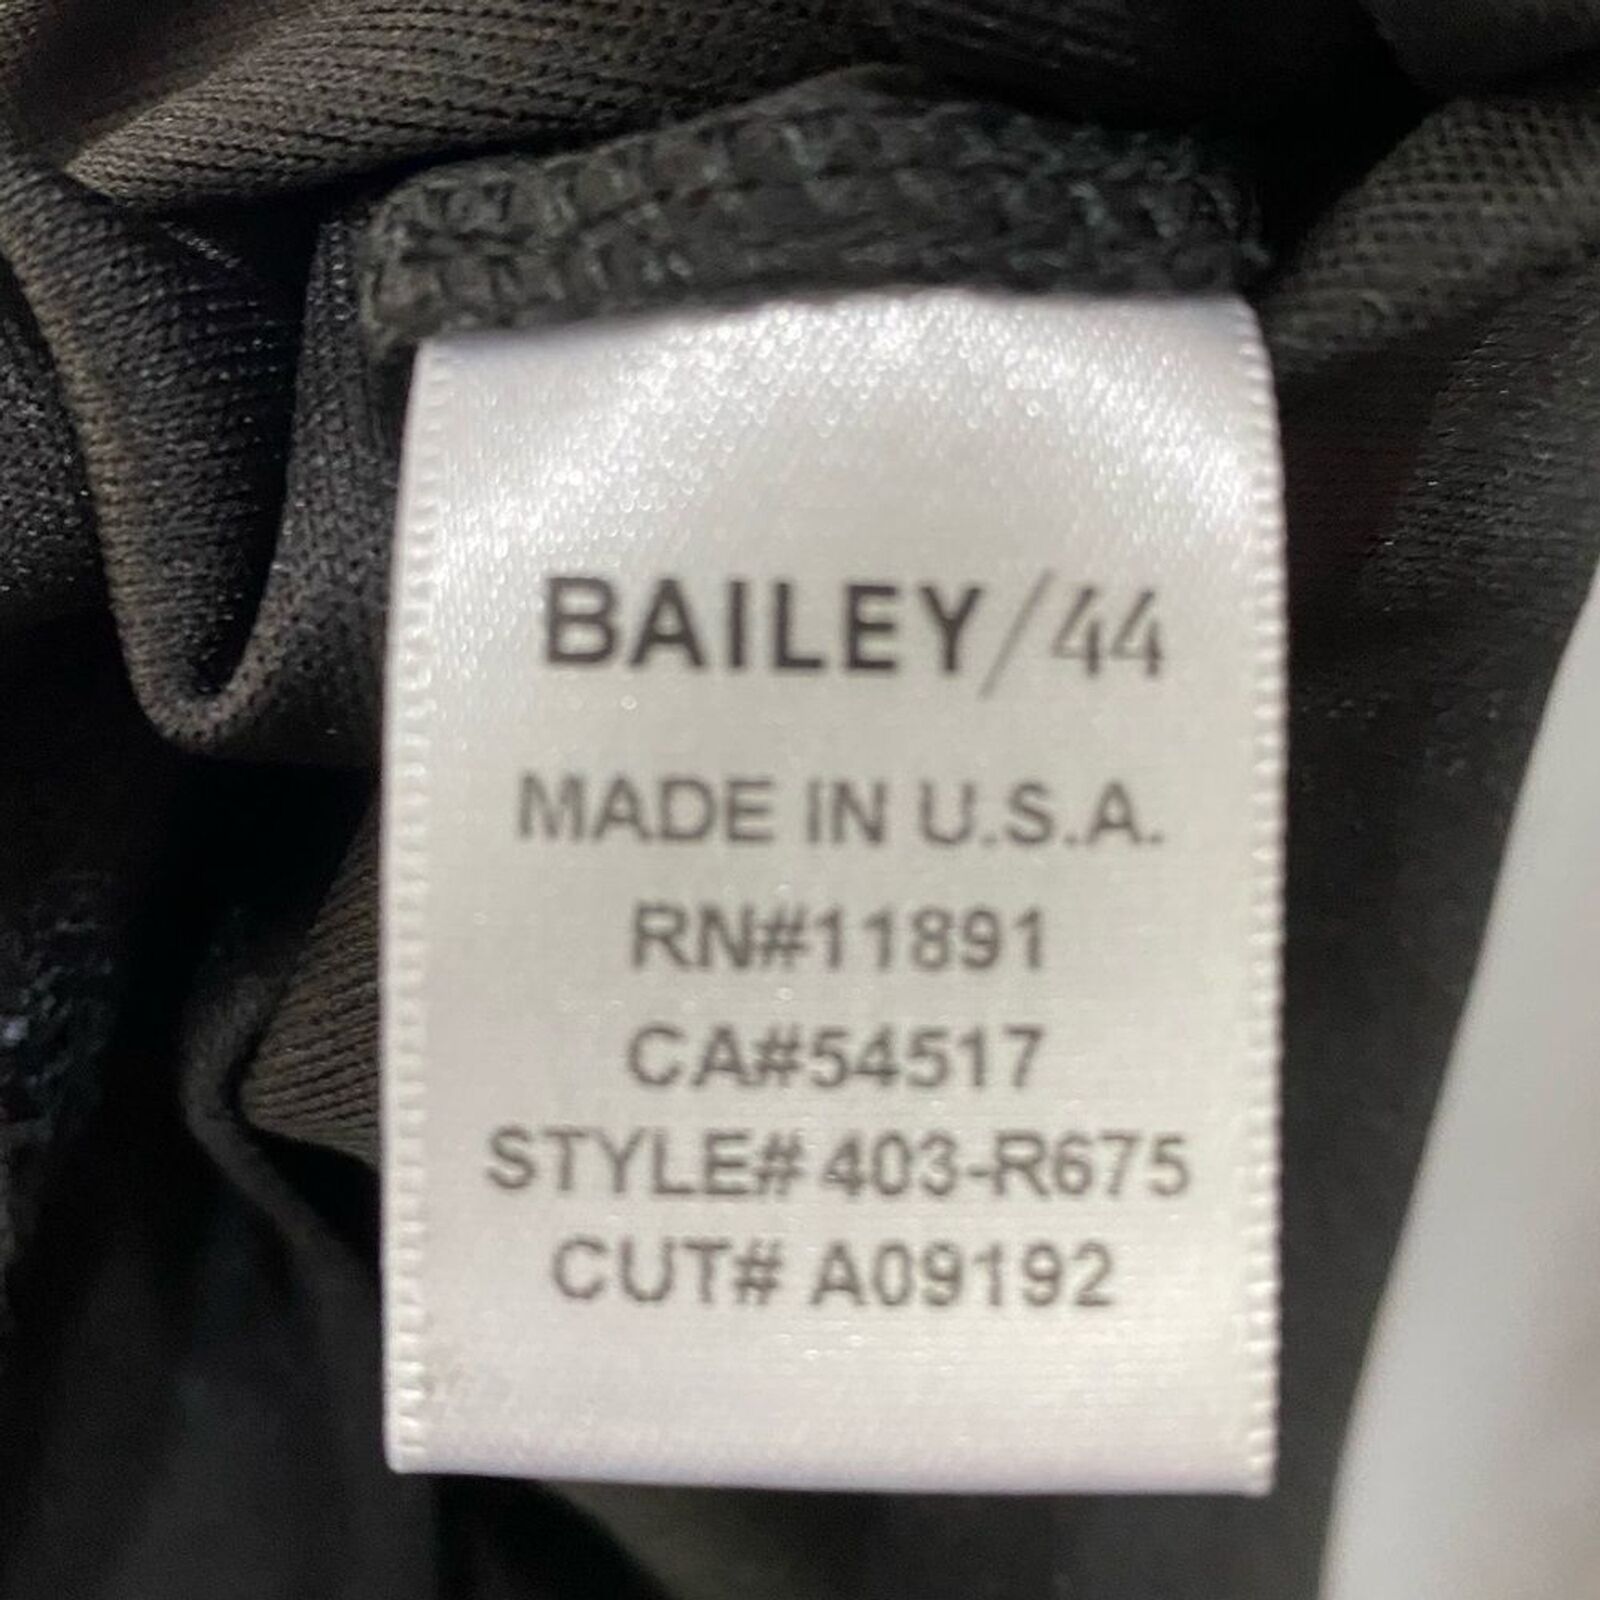 BAILEY/44
MADE IN U.S.A.
RN#11891
CA#54517
STYLE# 403-R675
CUT# A09192